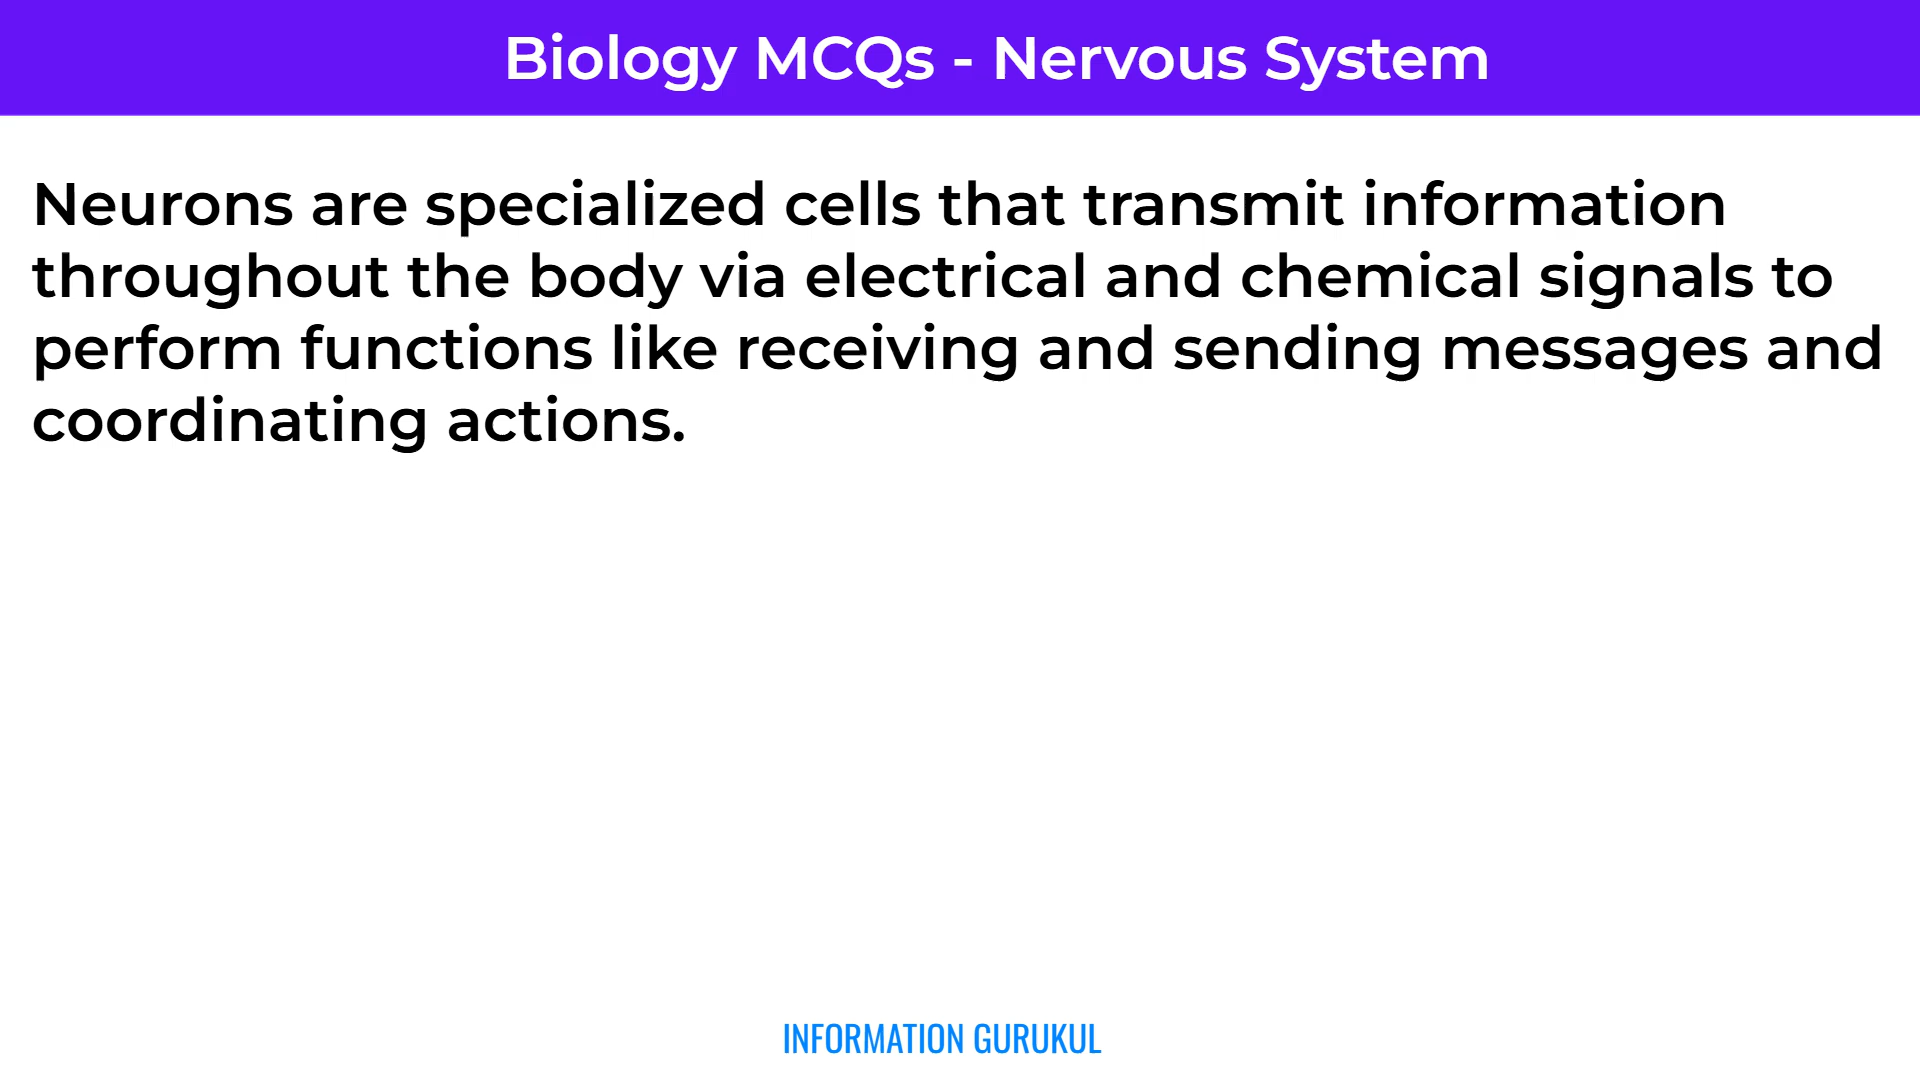 Biology MCQs - Nervous System
Neurons are specialized cells that transmit information
throughout the body via electrical and chemical signals to
perform functions like receiving and sending messages and
coordinating actions.
INFORMATION GURUKUL